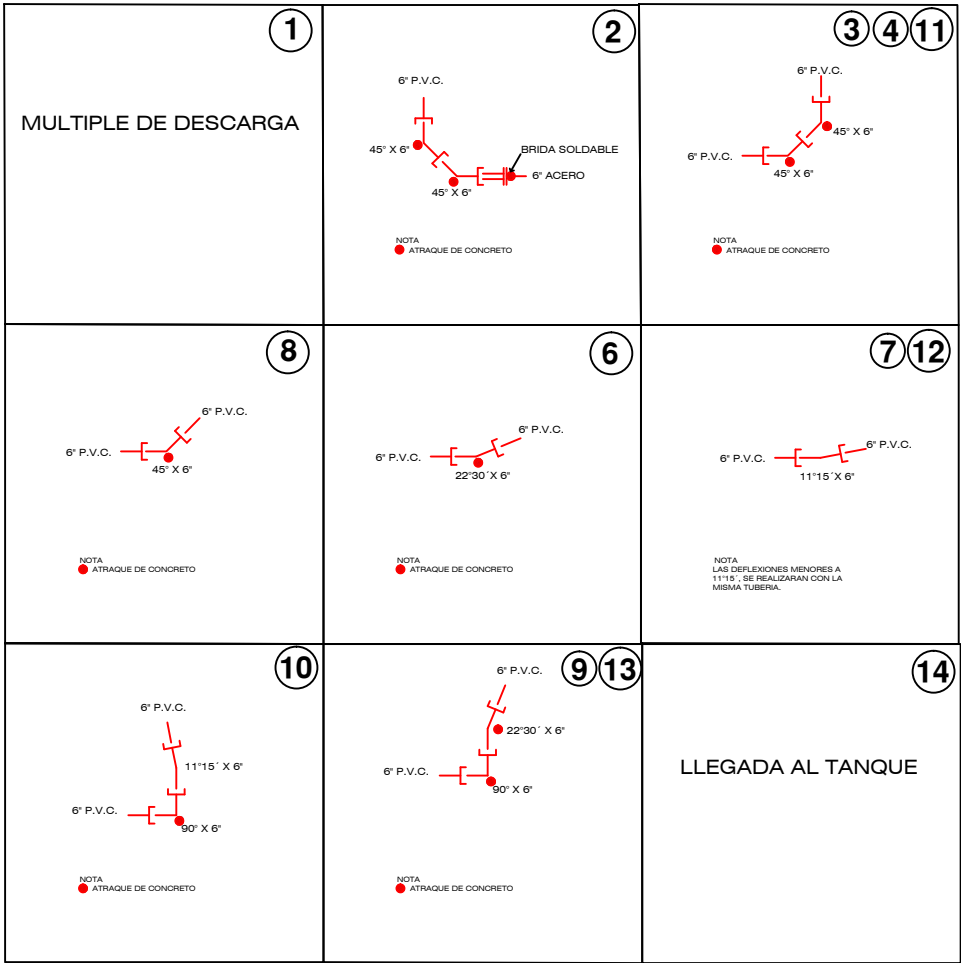 1
MULTIPLE DE DESCARGA
2
6" P.V.C.
45° X 6"
BRIDA SOLDABLE
6" ACERO
45° X 6"
NOTA
ATRAQUE DE CONCRETO
3 4 11
6" P.V.C.
45° X 6"
6" P.V.C.
45° X 6"
NOTA
ATRAQUE DE CONCRETO
8
6" P.V.C.
6" P.V.C.
45° X 6"
NOTA
ATRAQUE DE CONCRETO
6
6" P.V.C.
6" P.V.C.
22°30´X 6"
NOTA
ATRAQUE DE CONCRETO
7 12
6" P.V.C.
6" P.V.C.
11°15´X 6"
NOTA
LAS DEFLEXIONES MENORES A
11°15´, SE REALIZARAN CON LA
MISMA TUBERIA.
10
6" P.V.C.
11°15´ X 6"
6" P.V.C.
90° X 6"
NOTA
ATRAQUE DE CONCRETO
9 13
6" P.V.C.
22°30´ X 6"
6" P.V.C.
90° X 6"
NOTA
ATRAQUE DE CONCRETO
14
LLEGADA AL TANQUE